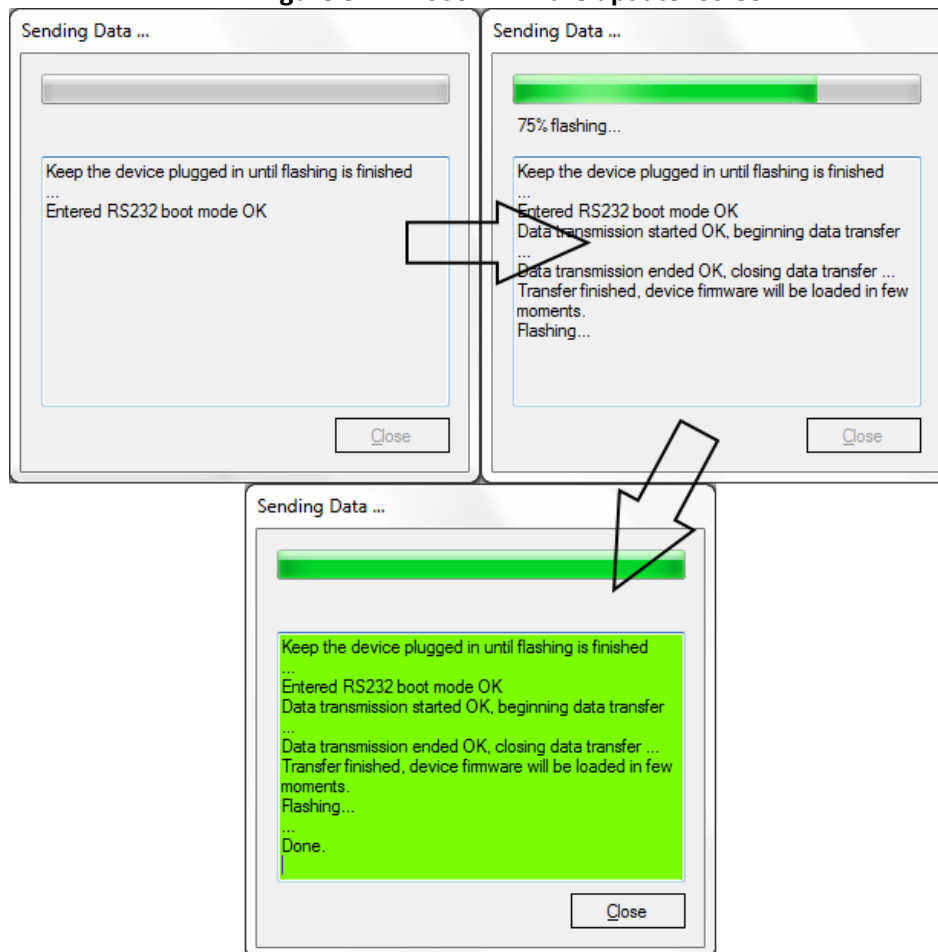 Sending Data ...
Keep the device plugged in until flashing is finished
...
Entered RS232 boot mode OK
Close
Sending Data ...
75% flashing...
Keep the device plugged in until flashing is finished
...
Entered RS232 boot mode OK
Data transmission started OK, beginning data transfer
...
Data transmission ended OK, closing data transfer ...
Transfer finished, device firmware will be loaded in few
moments.
Flashing...
Close
Sending Data ...
Keep the device plugged in until flashing is finished
...
Entered RS232 boot mode OK
Data transmission started OK, beginning data transfer
...
Data transmission ended OK, closing data transfer ...
Transfer finished, device firmware will be loaded in few
moments.
Flashing...
...
Done.
Close